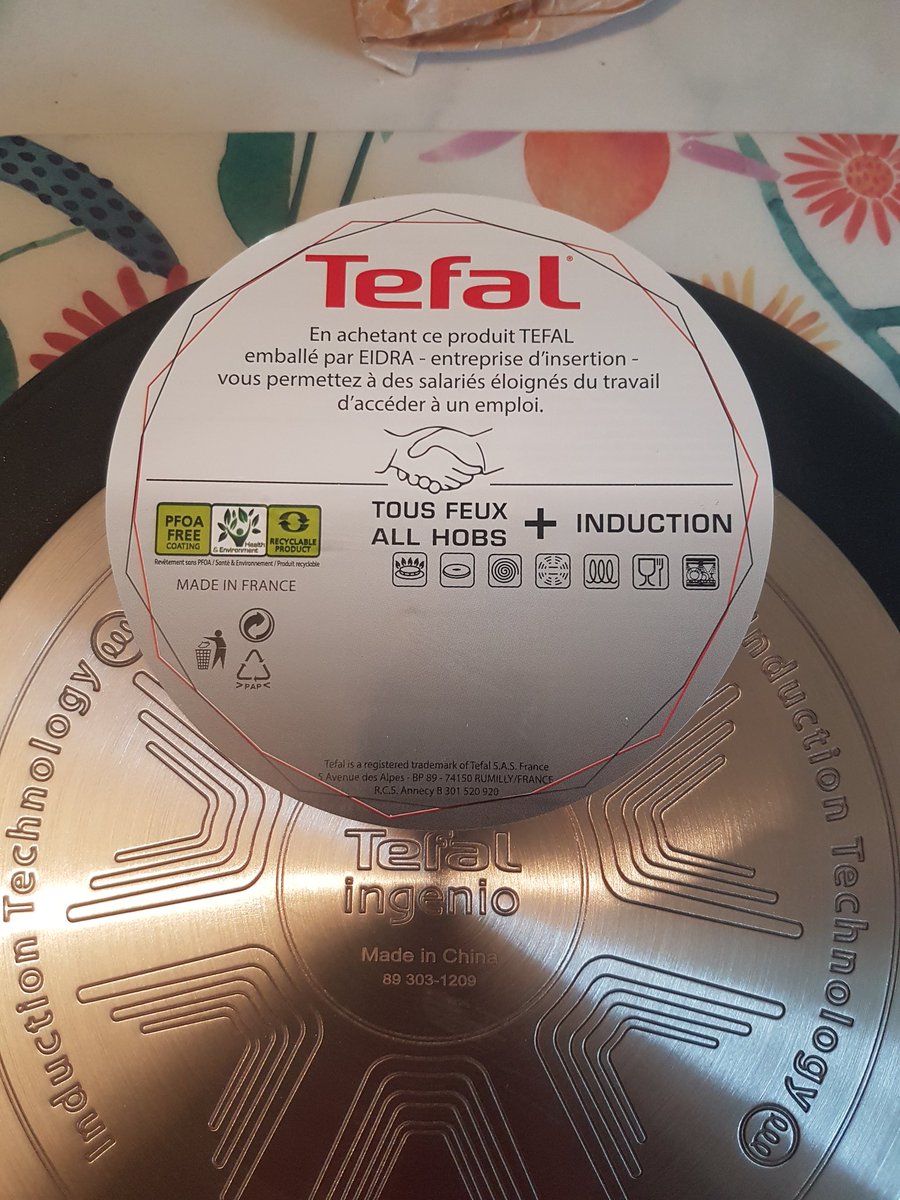 Tefal®
En achetant ce produit TEFAL
emballé par EIDRA - entreprise d'insertion -
vous permettez à des salariés éloignés du travail
d'accéder à un emploi.
TOUS FEUX
ALL HOBS
+ INDUCTION
PFOA
FREE
COATING
Health
& Environment
RECYCLABLE
PRODUCT
Revêtement sans PFOA / Santé & Environnement / Produit recyclable
MADE IN FRANCE
>PAP<
Tefal is a registered trademark of Tefal S.A.S. France
5 Avenue des Alpes - BP 89 - 74150 RUMILLY/FRANCE
R.C.S. Annecy B 301 520 920
Induction Technology
Induction Technology
Tefal
ingenio
Made in China
89 303-1209